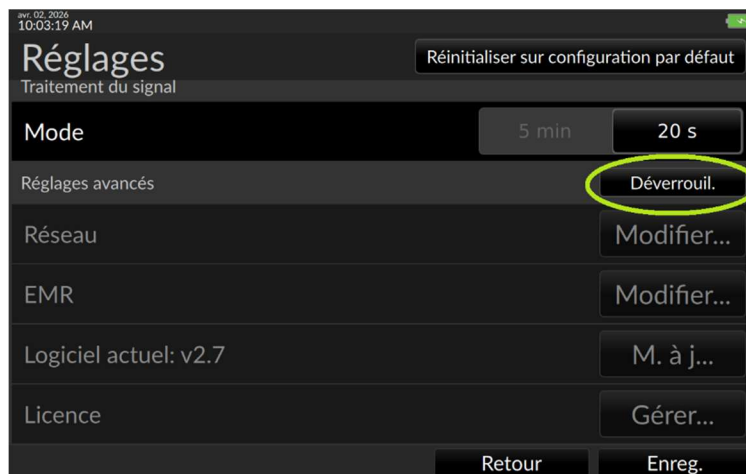 avr. 02, 2026
10:03:19 AM
Réglages
Réinitialiser sur configuration par défaut
Traitement du signal
Mode
5 min
20 s
Réglages avancés
Déverrouil.
Réseau
Modifier...
EMR
Modifier...
Logiciel actuel: v2.7
M. à j...
Licence
Gérer...
Retour
Enreg.